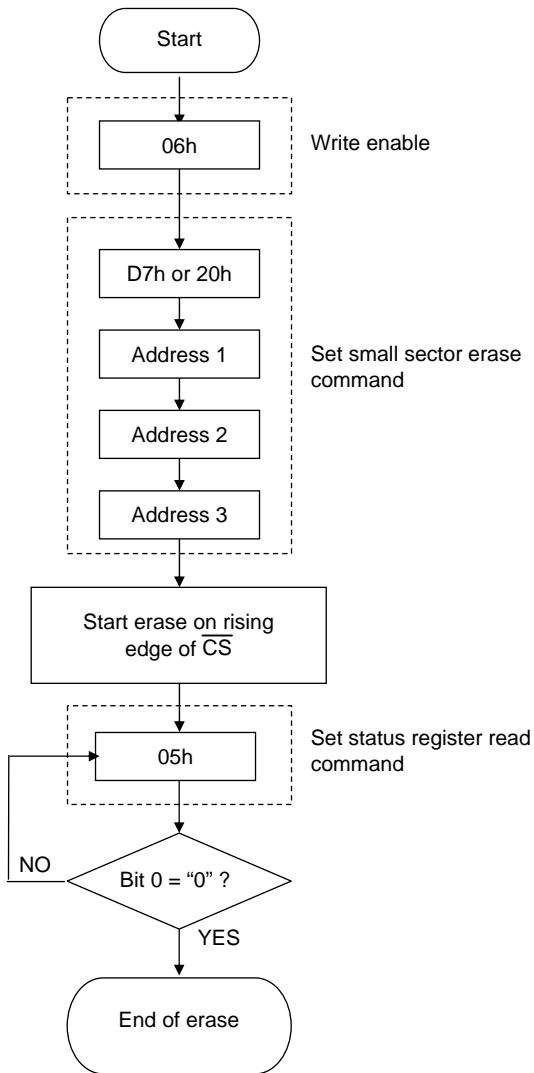 Start
06h
Write enable
D7h or 20h
Address 1
Set small sector erase
command
Address 2
Address 3
Start erase on rising
edge of C̅S̅
05h
Set status register read
command
NO
Bit 0 = “0” ?
YES
End of erase